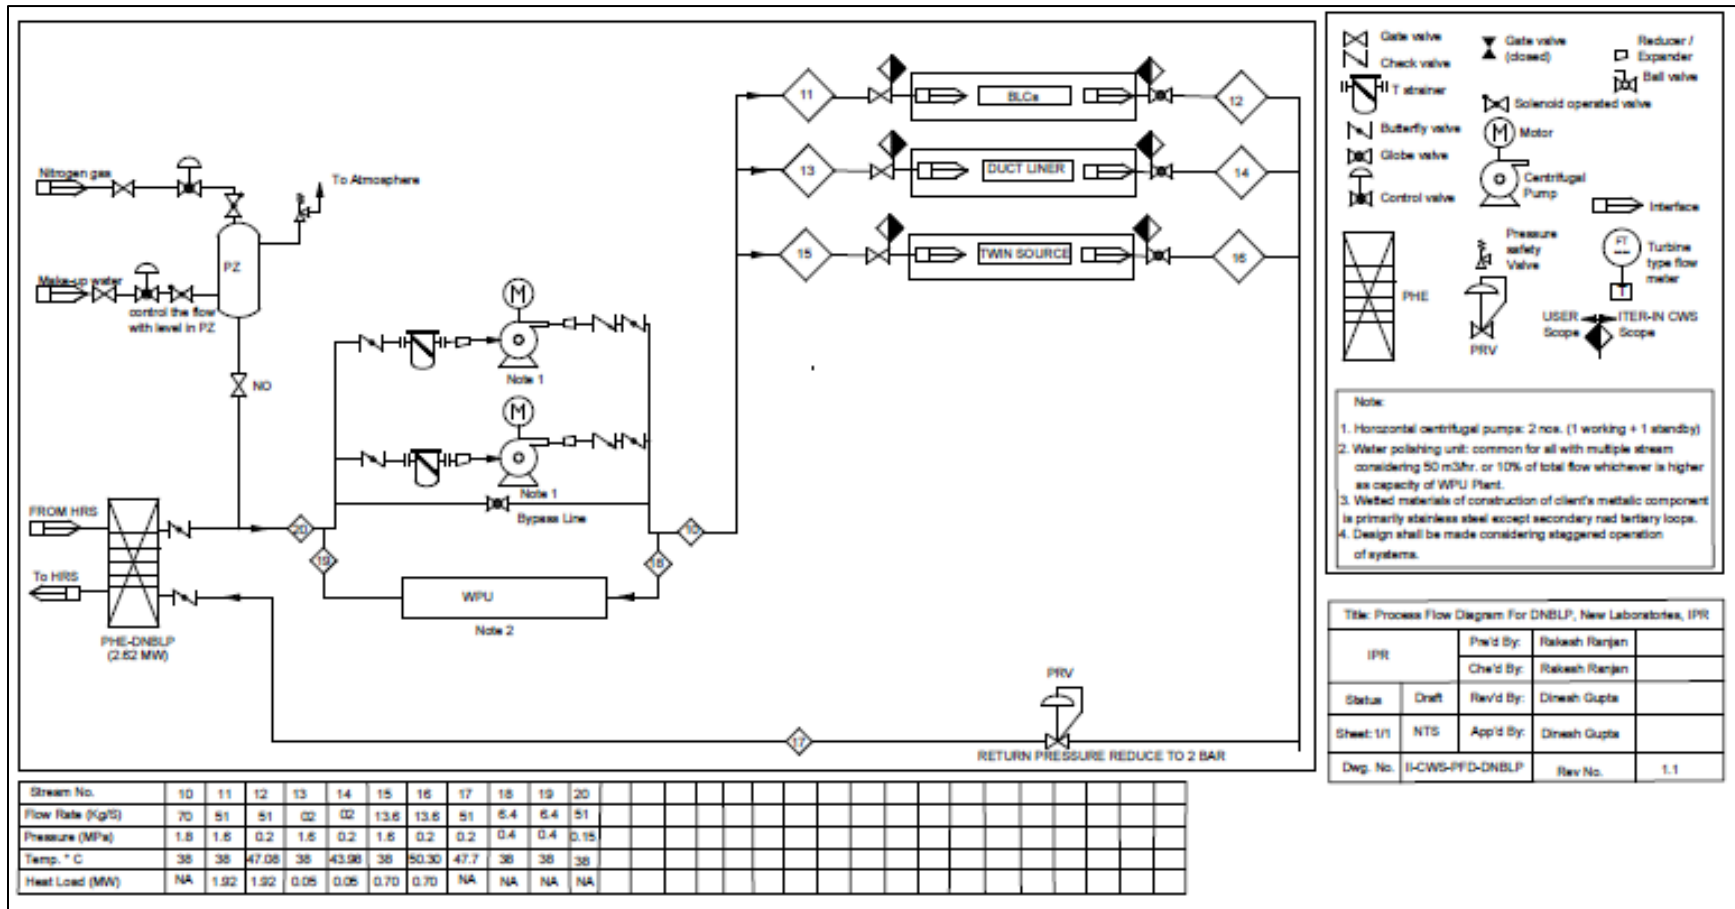 11
BLCs
12
13
DUCT LINER
14
15
TWIN SOURCE
16
Nitrogen gas
To Atmosphere
PZ
Make-up water
control the flow
with level in PZ
NO
M
Note 1
M
Note 1
Bypass Line
FROM HRS
To HRS
PHE-DNBLP
(2.62 MW)
20
19
10
18
WPU
Note 2
17
PRV
RETURN PRESSURE REDUCE TO 2 BAR
Gate valve
Check valve
T strainer
Butterfly valve
Globe valve
Control valve
PHE
Gate valve
(closed)
Reducer /
Expander
Ball valve
Solenoid operated valve
M Motor
Centrifugal
Pump
Interface
Pressure
safety
Valve
PRV
FT
T
Turbine
type flow
meter
USER ITER-IN CWS
Scope Scope
Note:
1. Horozontal centrifugal pumps: 2 nos. (1 working + 1 standby)
2. Water polishing unit: common for all with multiple stream
considering 50 m3/hr. or 10% of total flow whichever is higher
as capacity of WPU Plant.
3. Wetted materials of construction of client's mettalic component
is primarily stainless steel except secondary nad tertiary loops.
4. Design shall be made considering staggered operation
of systems.
Title: Process Flow Diagram For DNBLP, New Laboratories, IPR
IPR Pre'd By: Rakesh Ranjan
Che'd By: Rakesh Ranjan
Status Draft Rev'd By: Dinesh Gupta
Sheet: 1/1 NTS App'd By: Dinesh Gupta
Dwg. No. II-CWS-PFD-DNBLP Rev No. 1.1
Stream No. 10 11 12 13 14 15 16 17 18 19 20
Flow Rate (Kg/S) 70 51 51 02 02 13.6 13.6 51 6.4 6.4 51
Pressure (MPa) 1.8 1.6 0.2 1.6 0.2 1.6 0.2 0.2 0.4 0.4 0.15
Temp. ° C 38 38 47.08 38 43.98 38 50.30 47.7 38 38 38
Heat Load (MW) NA 1.92 1.92 0.05 0.05 0.70 0.70 NA NA NA NA